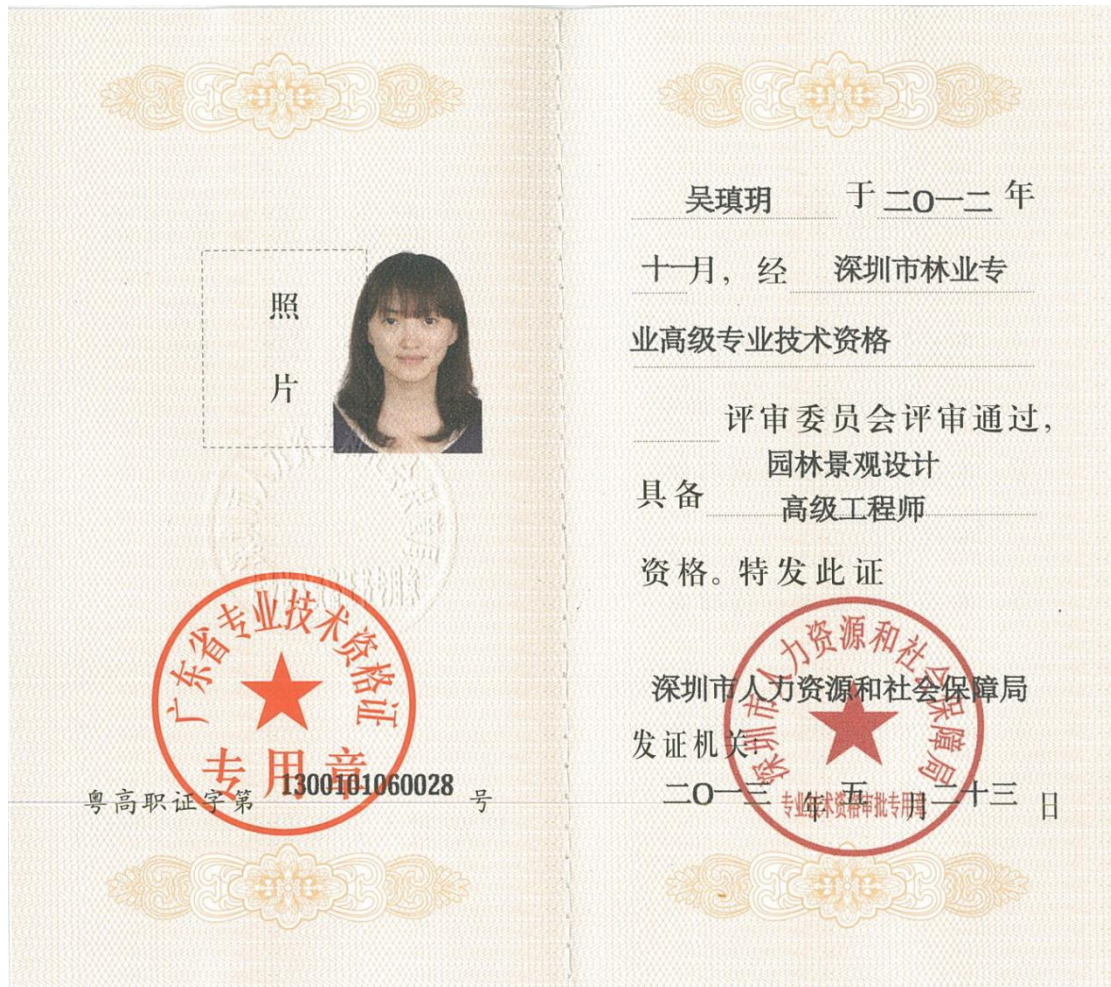 照
片
广东省专业技术资格证
专用章
粤高职证字第 1300101060028 号
吴瑱玥 于二〇一二年
十一月，经 深圳市林业专
业高级专业技术资格
评审委员会评审通过，
园林景观设计
具备 高级工程师
资格。特发此证
深圳市人力资源和社会保障局
深圳市人力资源和社会保障局
发证机关：
二〇一三年五月二十三日
专业技术资格审批专用章